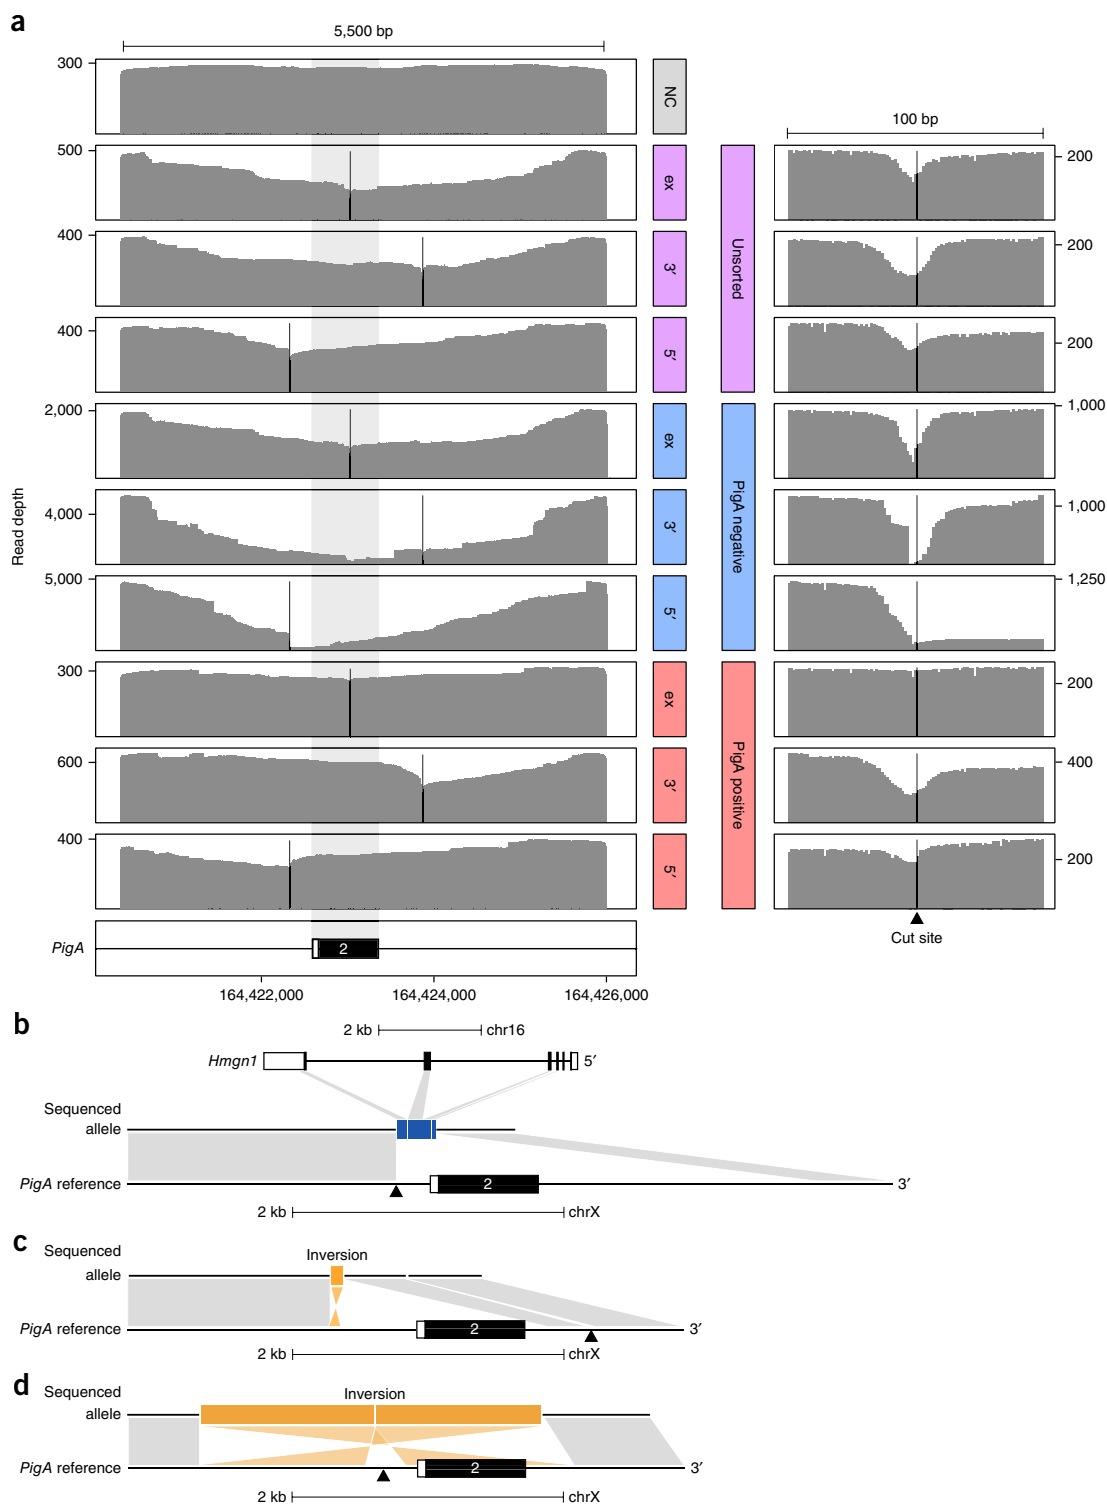 a
5,500 bp
300
NC
100 bp
500
ex
200
400
3′
Unsorted
200
400
5′
200
2,000
ex
1,000
Read depth
4,000
3′
PigA negative
1,000
5,000
5′
1,250
300
ex
200
600
3′
PigA positive
400
400
5′
200
Cut site
PigA
2
164,422,000
164,424,000
164,426,000
b
2 kb
chr16
Hmgn1
5′
Sequenced
allele
PigA reference
2
3′
2 kb
chrX
c
Sequenced
Inversion
allele
PigA reference
2
3′
2 kb
chrX
d
Sequenced
Inversion
allele
PigA reference
2
3′
2 kb
chrX